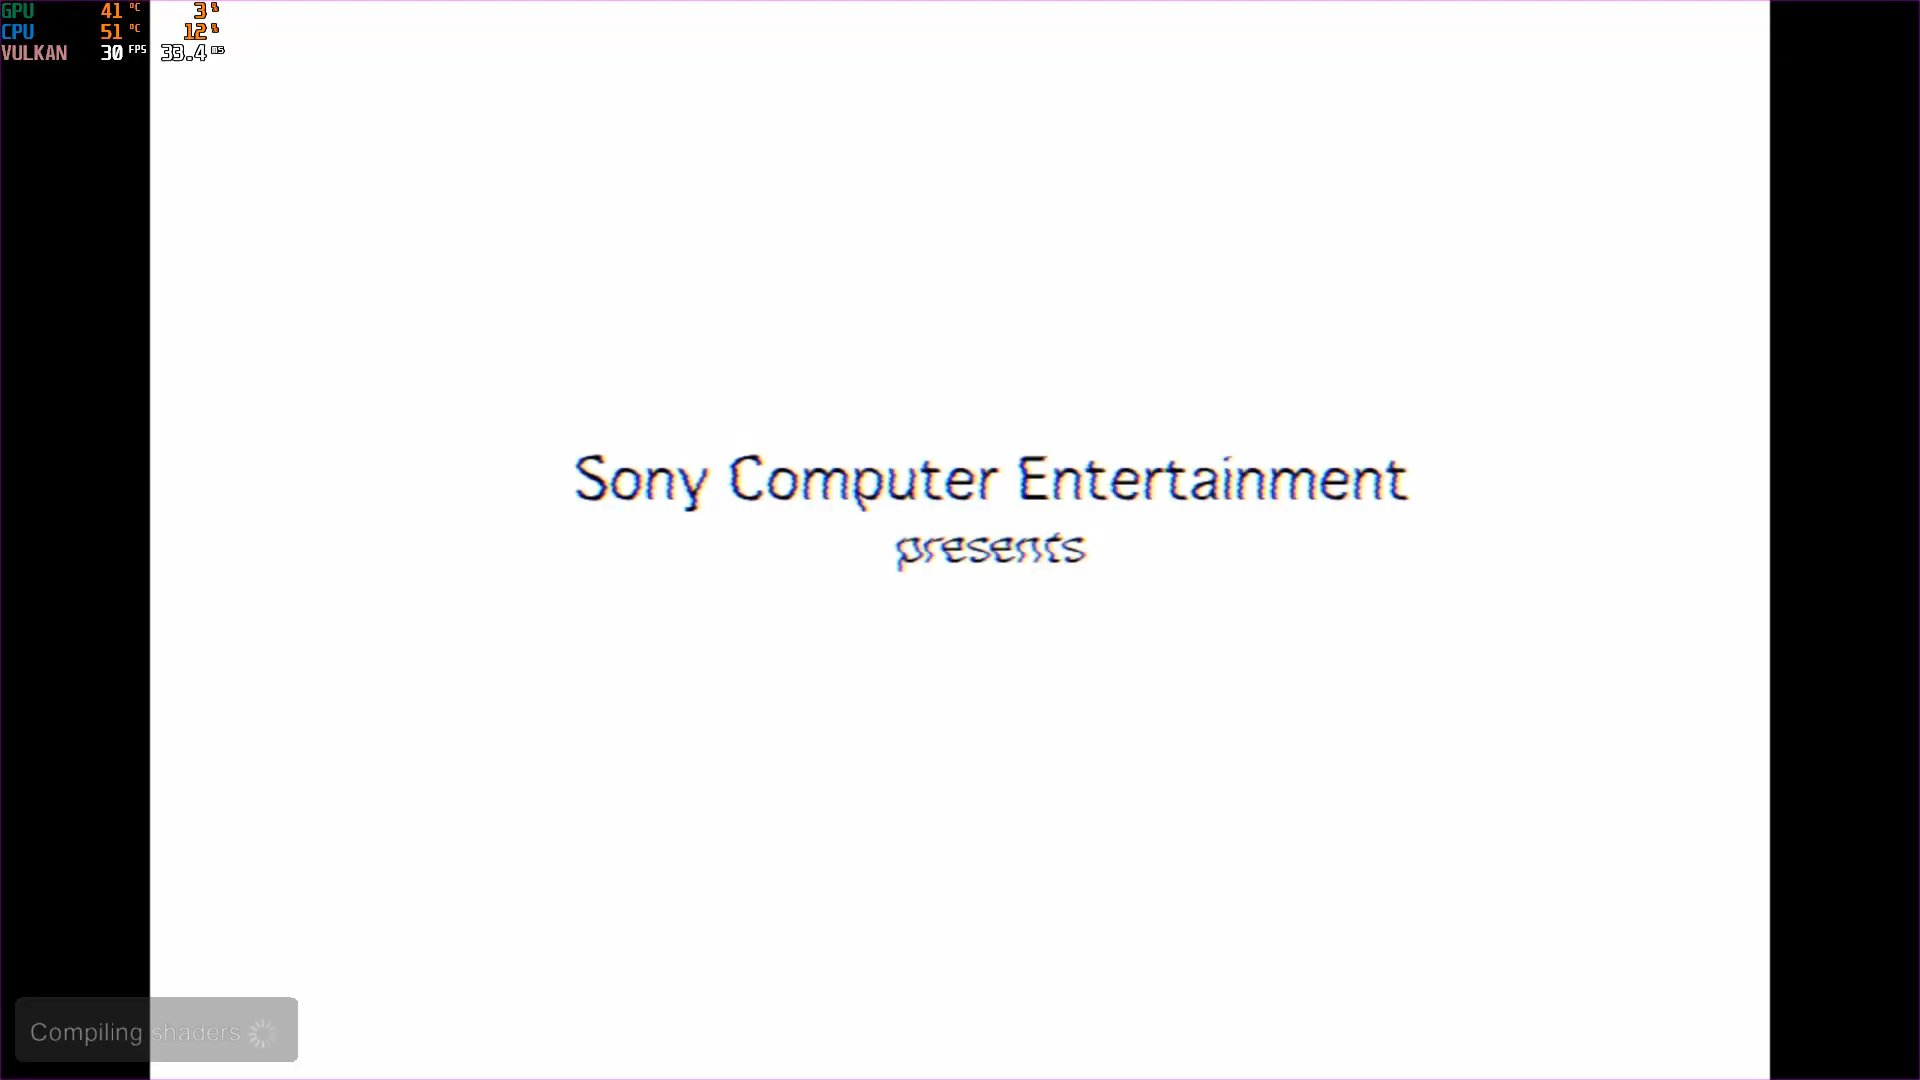 GPU 41 °C 3 %
CPU 51 °C 12 %
VULKAN 30 FPS 33.4 ms
Sony Computer Entertainment
presents
Compiling shaders